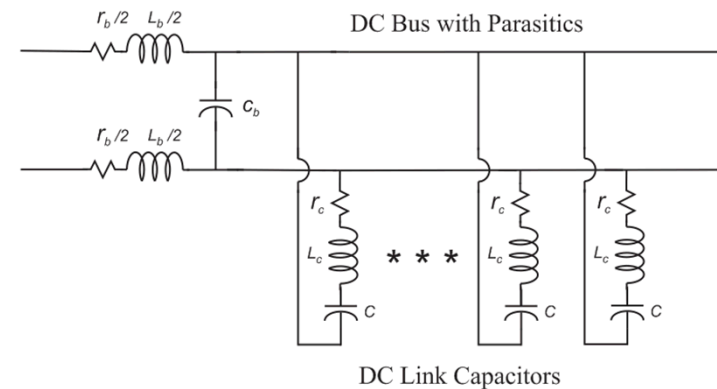 r_b/2 L_b/2 DC Bus with Parasitics
c_b
r_b/2 L_b/2
r_c r_c r_c
L_c * * * L_c L_c
C C C
DC Link Capacitors